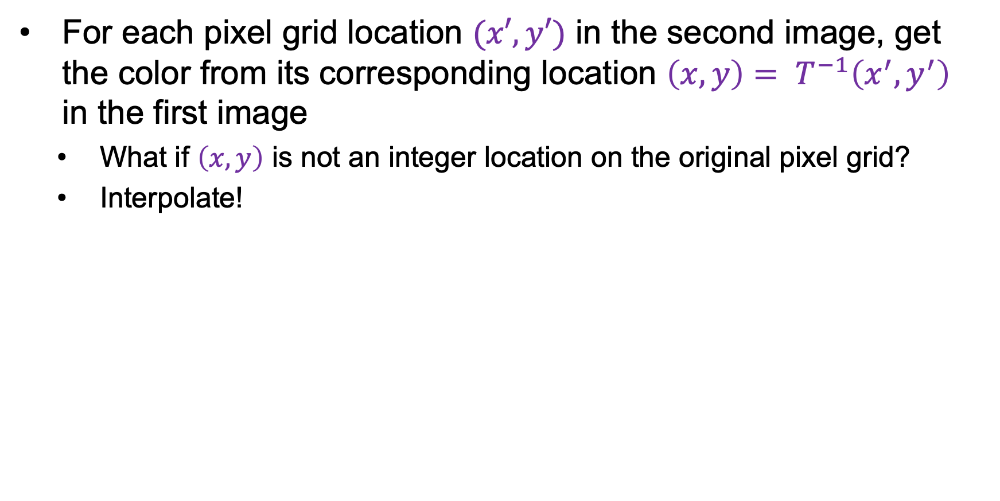 • For each pixel grid location (x′, y′) in the second image, get
the color from its corresponding location (x, y) = T⁻¹(x′, y′)
in the first image
• What if (x, y) is not an integer location on the original pixel grid?
• Interpolate!